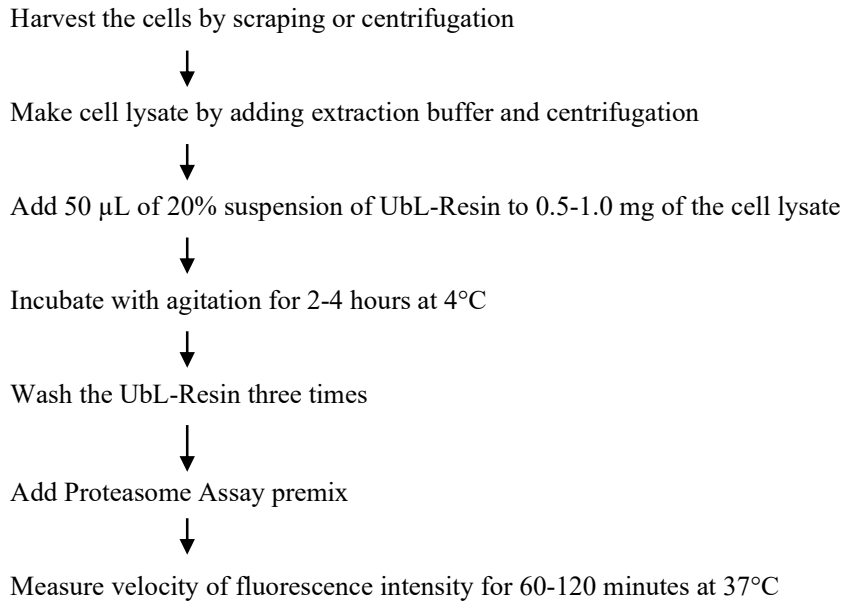 Harvest the cells by scraping or centrifugation
Make cell lysate by adding extraction buffer and centrifugation
Add 50 µL of 20% suspension of UbL-Resin to 0.5-1.0 mg of the cell lysate
Incubate with agitation for 2-4 hours at 4°C
Wash the UbL-Resin three times
Add Proteasome Assay premix
Measure velocity of fluorescence intensity for 60-120 minutes at 37°C